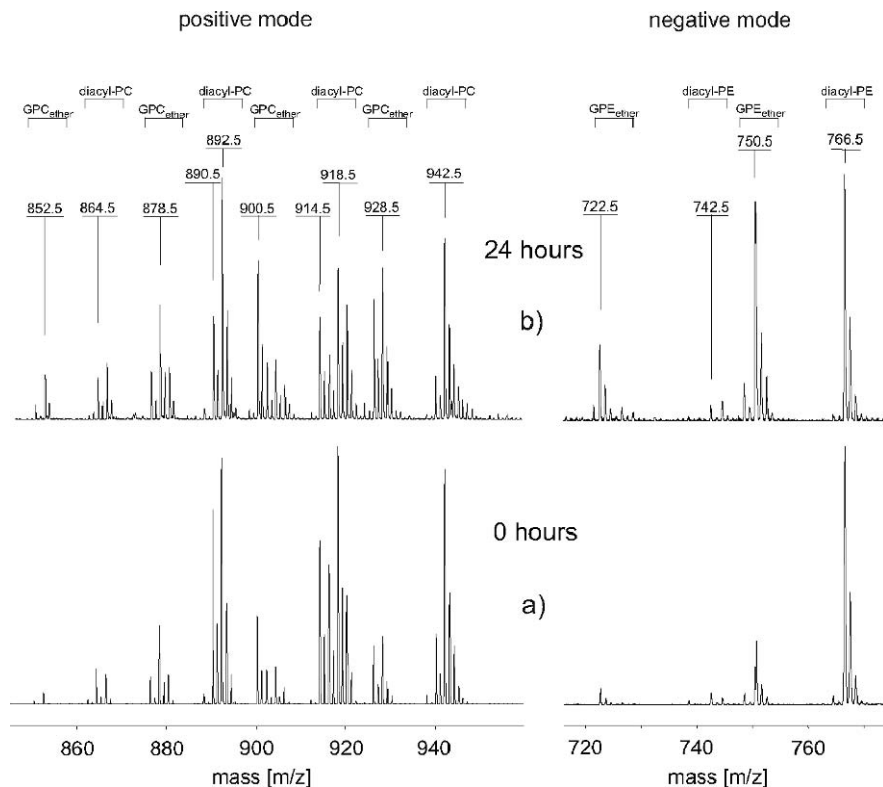 positive mode
negative mode
diacyl-PC diacyl-PC diacyl-PC diacyl-PC diacyl-PE diacyl-PE
GPCether GPCether GPCether GPCether GPEether GPEether
892.5 750.5 766.5
890.5 918.5 942.5
852.5 864.5 878.5 900.5 914.5 928.5 722.5 742.5
24 hours
b)
0 hours
a)
860 880 900 920 940 720 740 760
mass [m/z] mass [m/z]